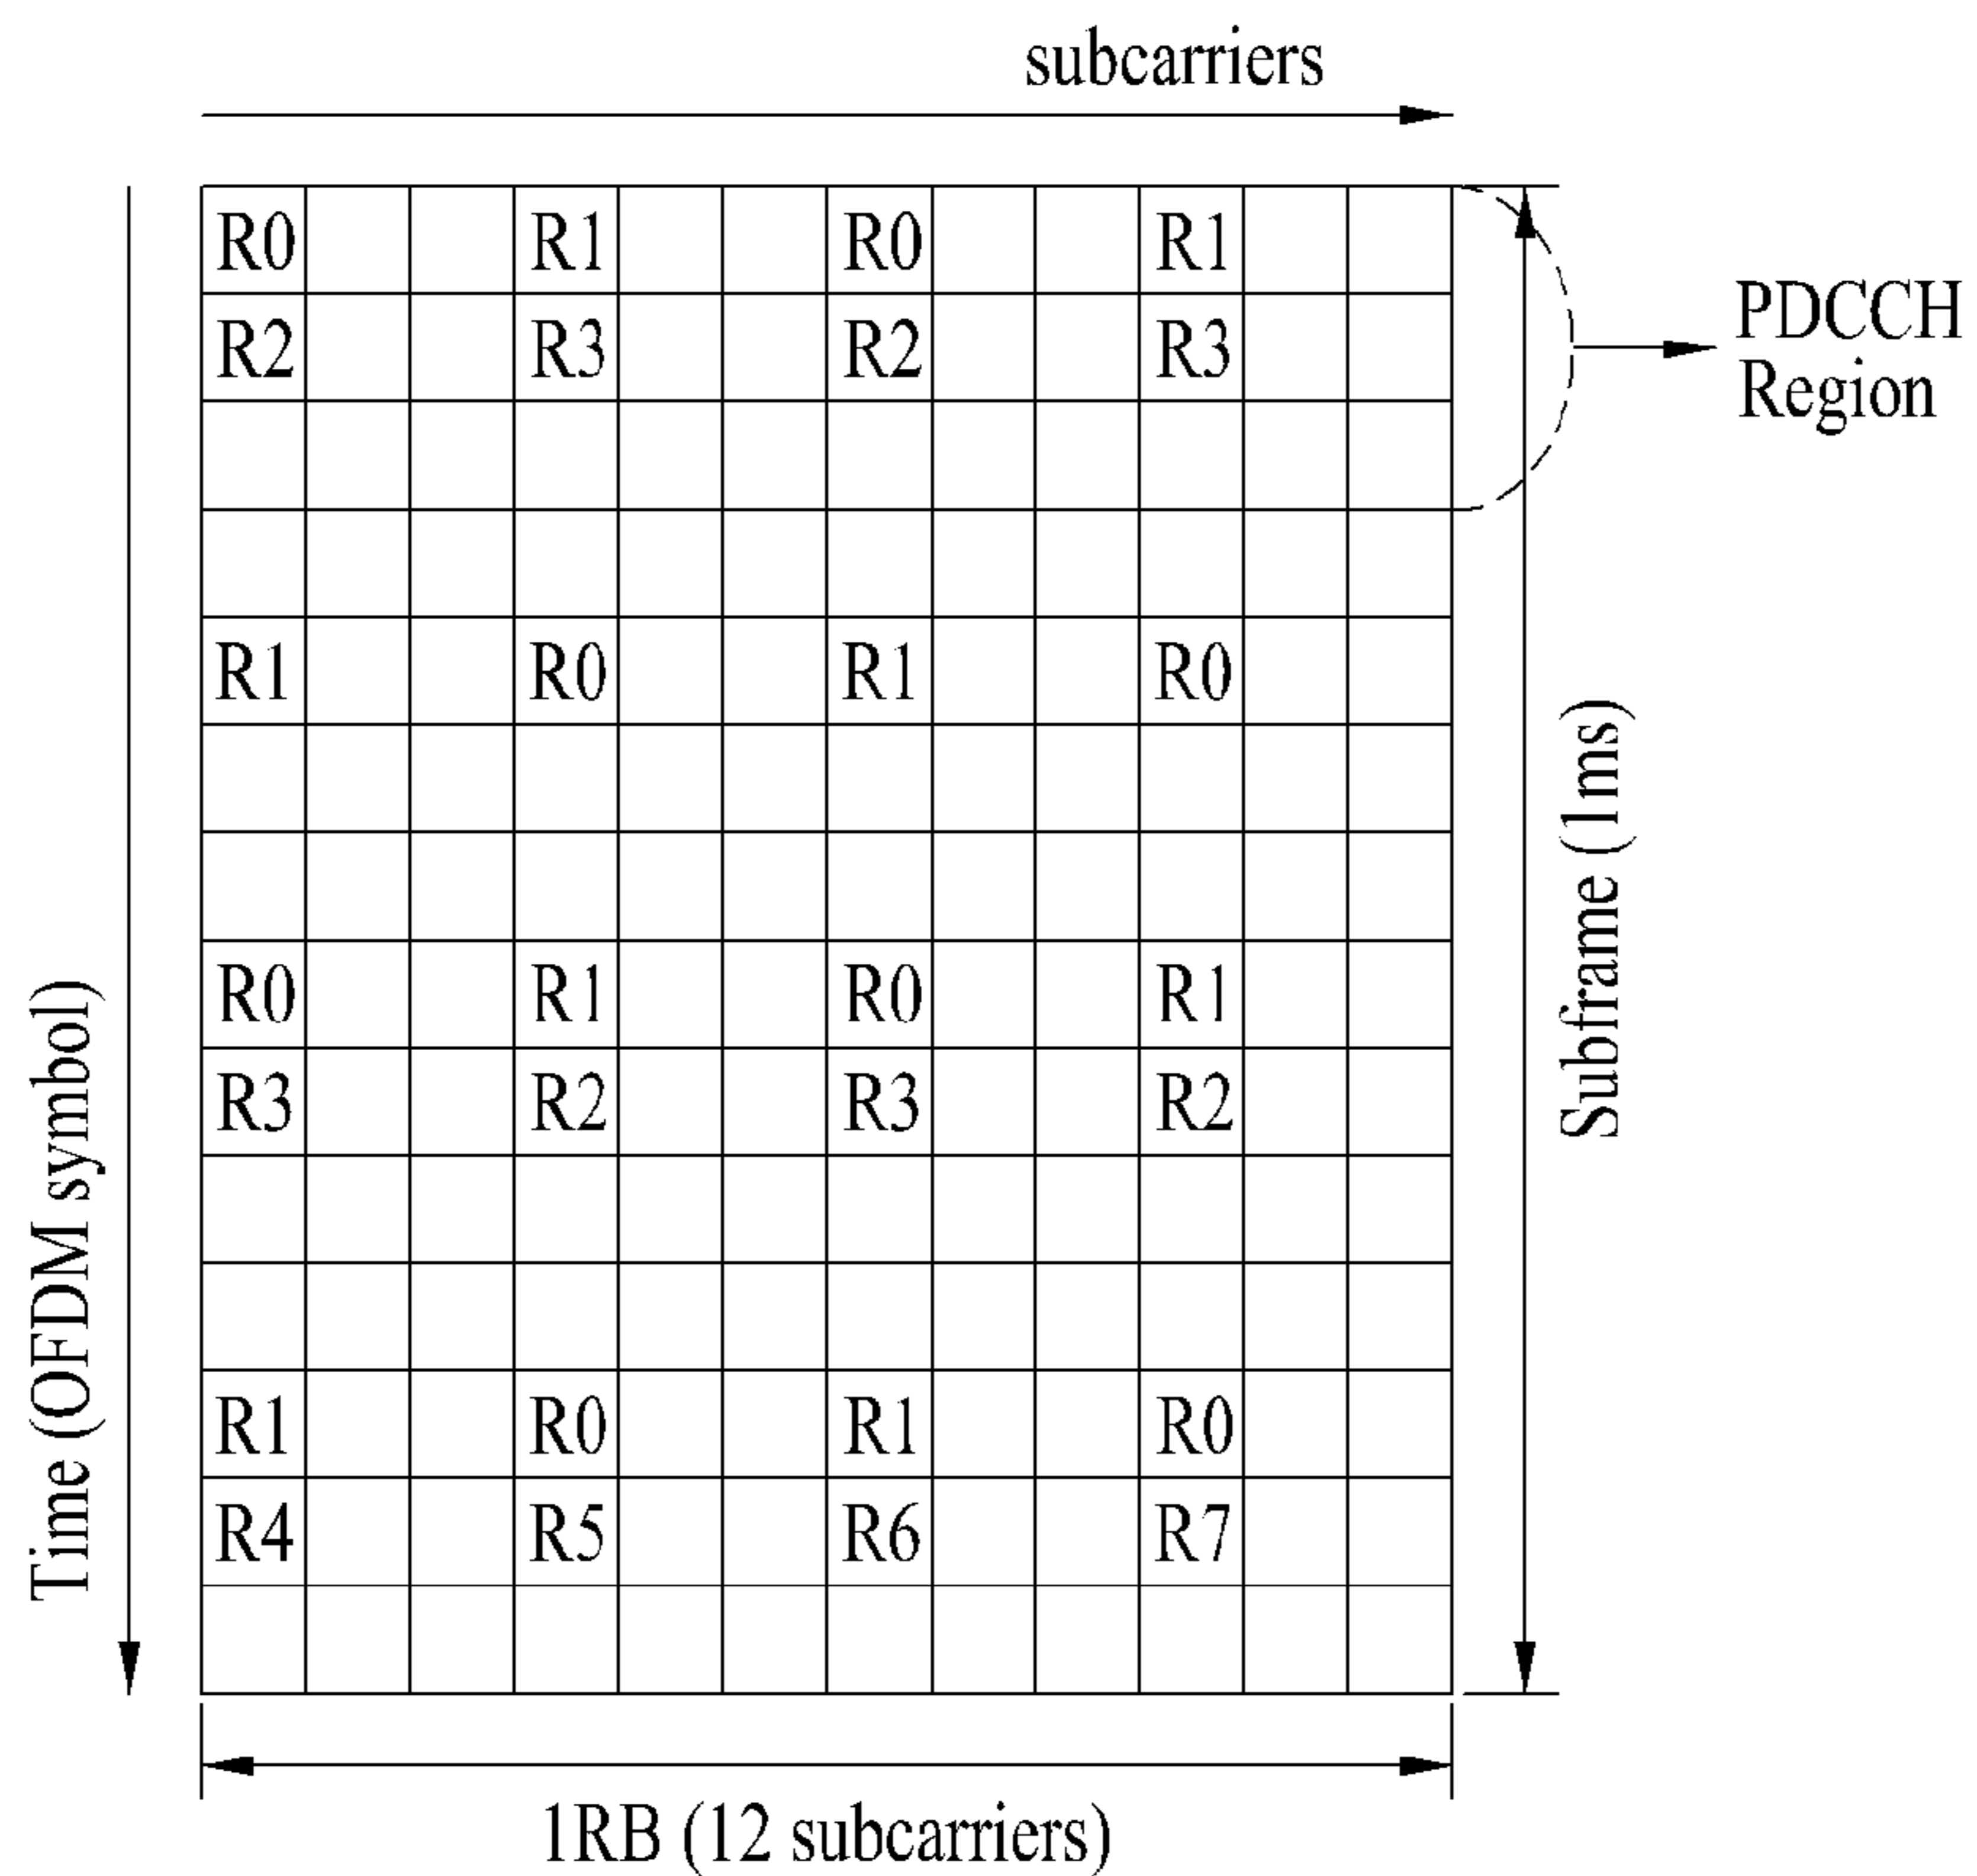 subcarriers
R0 R1 R0 R1
R2 R3 R2 R3
PDCCH
Region
R1 R0 R1 R0
R0 R1 R0 R1
R3 R2 R3 R2
R1 R0 R1 R0
R4 R5 R6 R7
Time (OFDM symbol)
Subframe (1ms)
1RB (12 subcarriers)